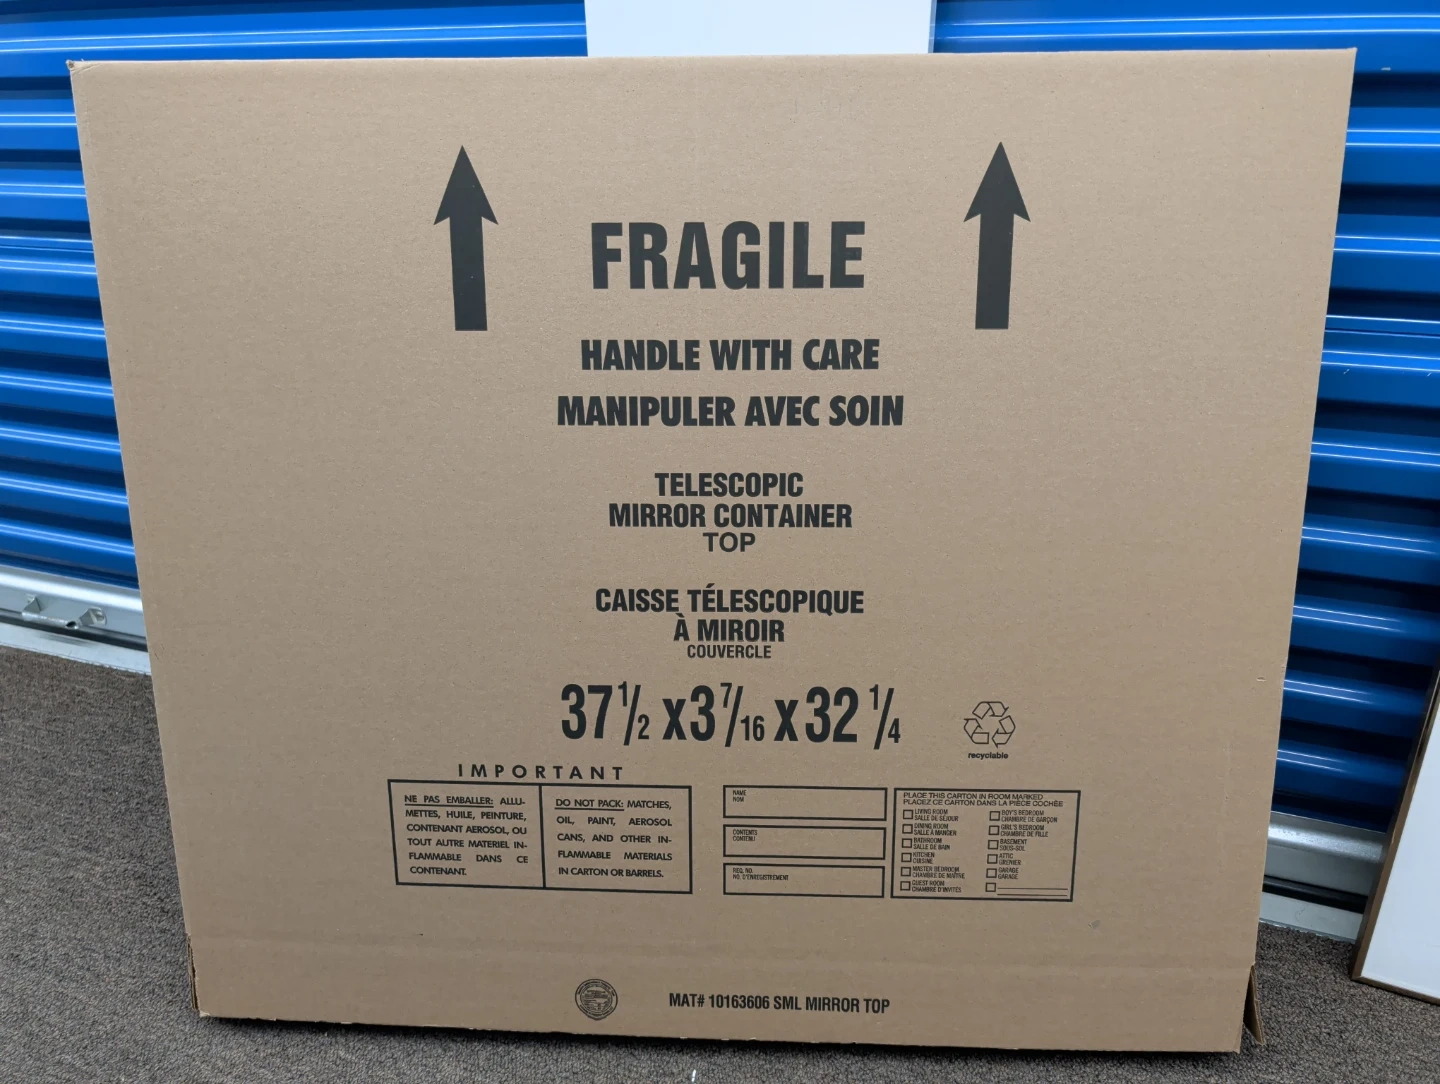 FRAGILE
HANDLE WITH CARE
MANIPULER AVEC SOIN
TELESCOPIC
MIRROR CONTAINER
TOP
CAISSE TÉLESCOPIQUE
À MIROIR
COUVERCLE
37 1/2 x 3 7/16 x 32 1/4
recyclable
IMPORTANT
NE PAS EMBALLER: ALLU-
METTES, HUILE, PEINTURE,
CONTENANT AEROSOL, OU
TOUT AUTRE MATERIEL IN-
FLAMMABLE DANS CE
CONTENANT.
DO NOT PACK: MATCHES,
OIL, PAINT, AEROSOL
CANS, AND OTHER IN-
FLAMMABLE MATERIALS
IN CARTON OR BARRELS.
NAME
NOM
CONTENTS
CONTENU
REG. NO.
NO. D'ENREGISTREMENT
PLACE THIS CARTON IN ROOM MARKED
PLACEZ CE CARTON DANS LA PIÈCE COCHÉE
LIVING ROOM
SALLE DE SÉJOUR
DINING ROOM
SALLE À MANGER
BATHROOM
SALLE DE BAIN
KITCHEN
CUISINE
MASTER BEDROOM
CHAMBRE DE MAÎTRE
GUEST ROOM
CHAMBRE D'INVITÉS
BOY'S BEDROOM
CHAMBRE DE GARÇON
GIRL'S BEDROOM
CHAMBRE DE FILLE
BASEMENT
SOUS-SOL
ATTIC
GRENIER
GARAGE
GARAGE
MAT# 10163606 SML MIRROR TOP